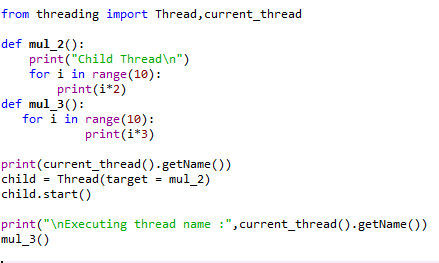 from threading import Thread,current_thread
def mul_2():
    print("Child Thread\n")
    for i in range(10):
        print(i*2)
def mul_3():
   for i in range(10):
            print(i*3)
print(current_thread().getName())
child = Thread(target = mul_2)
child.start()
print("\nExecuting thread name :",current_thread().getName())
mul_3()